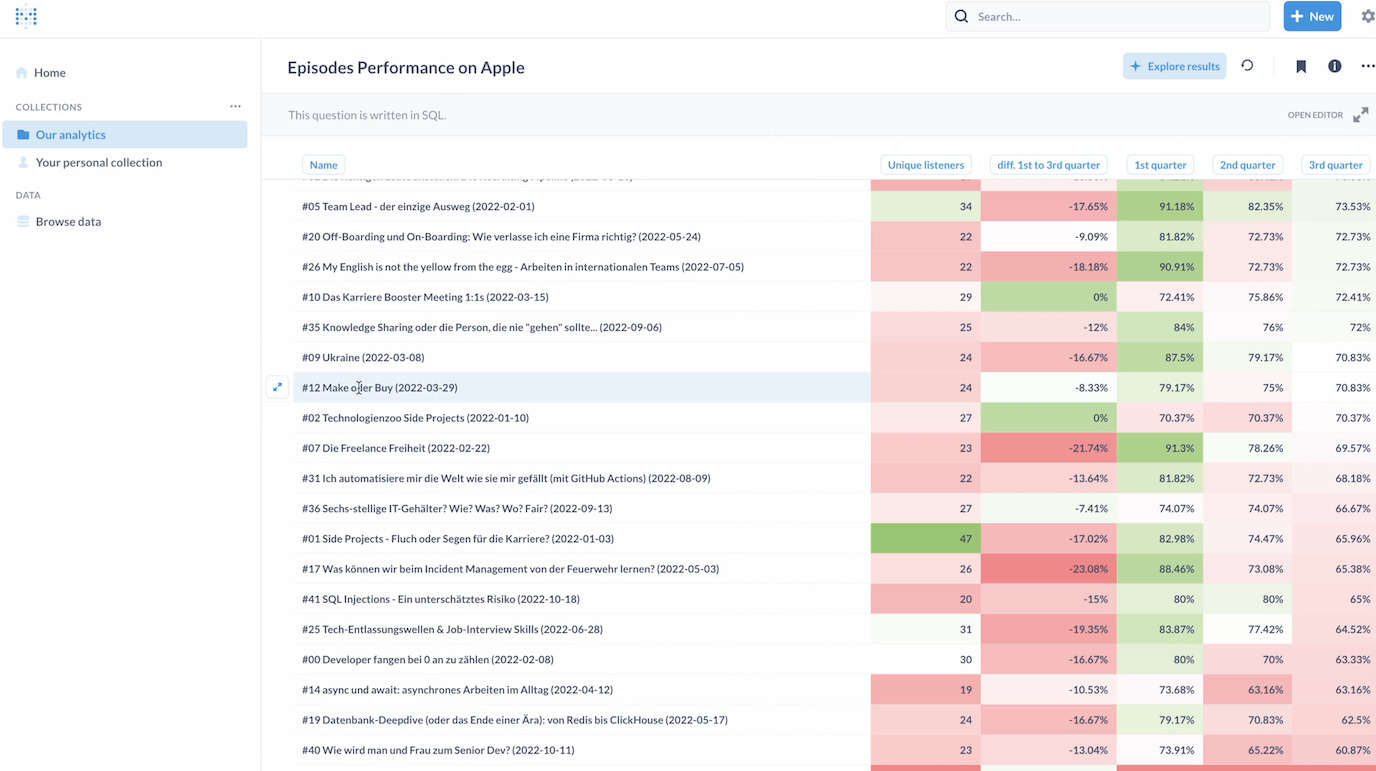 Search...
New
Home
COLLECTIONS
Our analytics
Your personal collection
DATA
Browse data
Episodes Performance on Apple
Explore results
This question is written in SQL.
OPEN EDITOR
Name Unique listeners diff. 1st to 3rd quarter 1st quarter 2nd quarter 3rd quarter
#05 Team Lead - der einzige Ausweg (2022-02-01) 34 -17.65% 91.18% 82.35% 73.53%
#20 Off-Boarding und On-Boarding: Wie verlasse ich eine Firma richtig? (2022-05-24) 22 -9.09% 81.82% 72.73% 72.73%
#26 My English is not the yellow from the egg - Arbeiten in internationalen Teams (2022-07-05) 22 -18.18% 90.91% 72.73% 72.73%
#10 Das Karriere Booster Meeting 1:1s (2022-03-15) 29 0% 72.41% 75.86% 72.41%
#35 Knowledge Sharing oder die Person, die nie "gehen" sollte... (2022-09-06) 25 -12% 84% 76% 72%
#09 Ukraine (2022-03-08) 24 -16.67% 87.5% 79.17% 70.83%
#12 Make oder Buy (2022-03-29) 24 -8.33% 79.17% 75% 70.83%
#02 Technologienzoo Side Projects (2022-01-10) 27 0% 70.37% 70.37% 70.37%
#07 Die Freelance Freiheit (2022-02-22) 23 -21.74% 91.3% 78.26% 69.57%
#31 Ich automatisiere mir die Welt wie sie mir gefällt (mit GitHub Actions) (2022-08-09) 22 -13.64% 81.82% 72.73% 68.18%
#36 Sechs-stellige IT-Gehälter? Wie? Was? Wo? Fair? (2022-09-13) 27 -7.41% 74.07% 74.07% 66.67%
#01 Side Projects - Fluch oder Segen für die Karriere? (2022-01-03) 47 -17.02% 82.98% 74.47% 65.96%
#17 Was können wir beim Incident Management von der Feuerwehr lernen? (2022-05-03) 26 -23.08% 88.46% 73.08% 65.38%
#41 SQL Injections - Ein unterschätztes Risiko (2022-10-18) 20 -15% 80% 80% 65%
#25 Tech-Entlassungswellen & Job-Interview Skills (2022-06-28) 31 -19.35% 83.87% 77.42% 64.52%
#00 Developer fangen bei 0 an zu zählen (2022-02-08) 30 -16.67% 80% 70% 63.33%
#14 async und await: asynchrones Arbeiten im Alltag (2022-04-12) 19 -10.53% 73.68% 63.16% 63.16%
#19 Datenbank-Deepdive (oder das Ende einer Ära): von Redis bis ClickHouse (2022-05-17) 24 -16.67% 79.17% 70.83% 62.5%
#40 Wie wird man und Frau zum Senior Dev? (2022-10-11) 23 -13.04% 73.91% 65.22% 60.87%